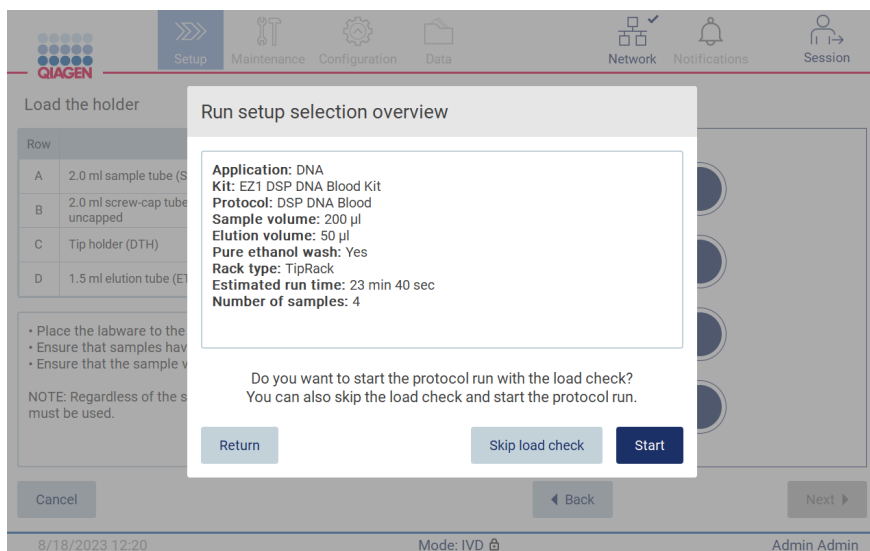 QIAGEN
Setup
Maintenance
Configuration
Data
Network
Notifications
Session
Load the holder
Row
A 2.0 ml sample tube (S
B 2.0 ml screw-cap tube
uncapped
C Tip holder (DTH)
D 1.5 ml elution tube (ET
• Place the labware to the
• Ensure that samples hav
• Ensure that the sample v
NOTE: Regardless of the s
must be used.
Run setup selection overview
Application: DNA
Kit: EZ1 DSP DNA Blood Kit
Protocol: DSP DNA Blood
Sample volume: 200 µl
Elution volume: 50 µl
Pure ethanol wash: Yes
Rack type: TipRack
Estimated run time: 23 min 40 sec
Number of samples: 4
Do you want to start the protocol run with the load check?
You can also skip the load check and start the protocol run.
Return
Skip load check
Start
Cancel
Back
Next
8/18/2023 12:20
Mode: IVD
Admin Admin